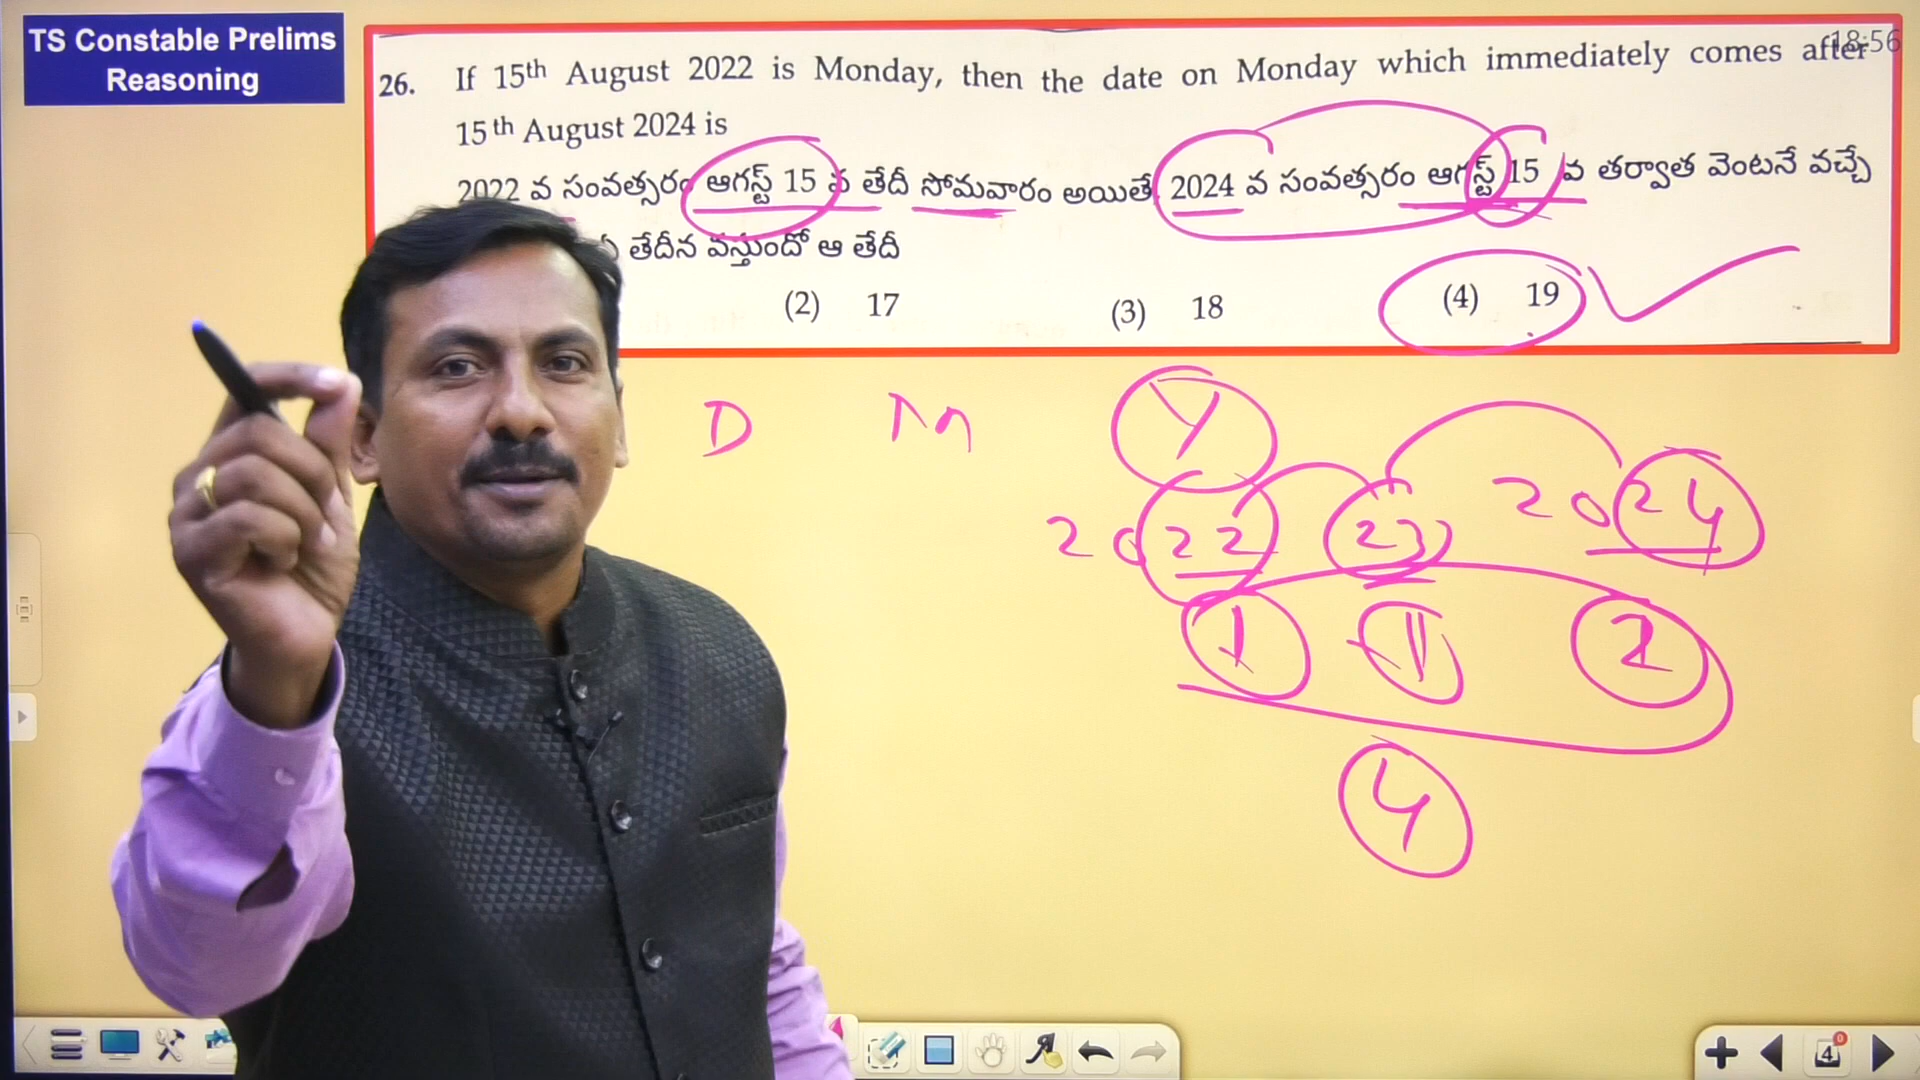 TS Constable Prelims
Reasoning
18:56
26. If 15th August 2022 is Monday, then the date on Monday which immediately comes after
15th August 2024 is
2022 వ సంవత్సరం ఆగస్ట్ 15 వ తేదీ సోమవారం అయితే 2024 వ సంవత్సరం ఆగస్ట్ 15 వ తర్వాత వెంటనే వచ్చే
తేదీన వస్తుందో ఆ తేదీ
(2) 17 (3) 18 (4) 19
D M Y
2022 23 2024
1 1 2
4
4
0